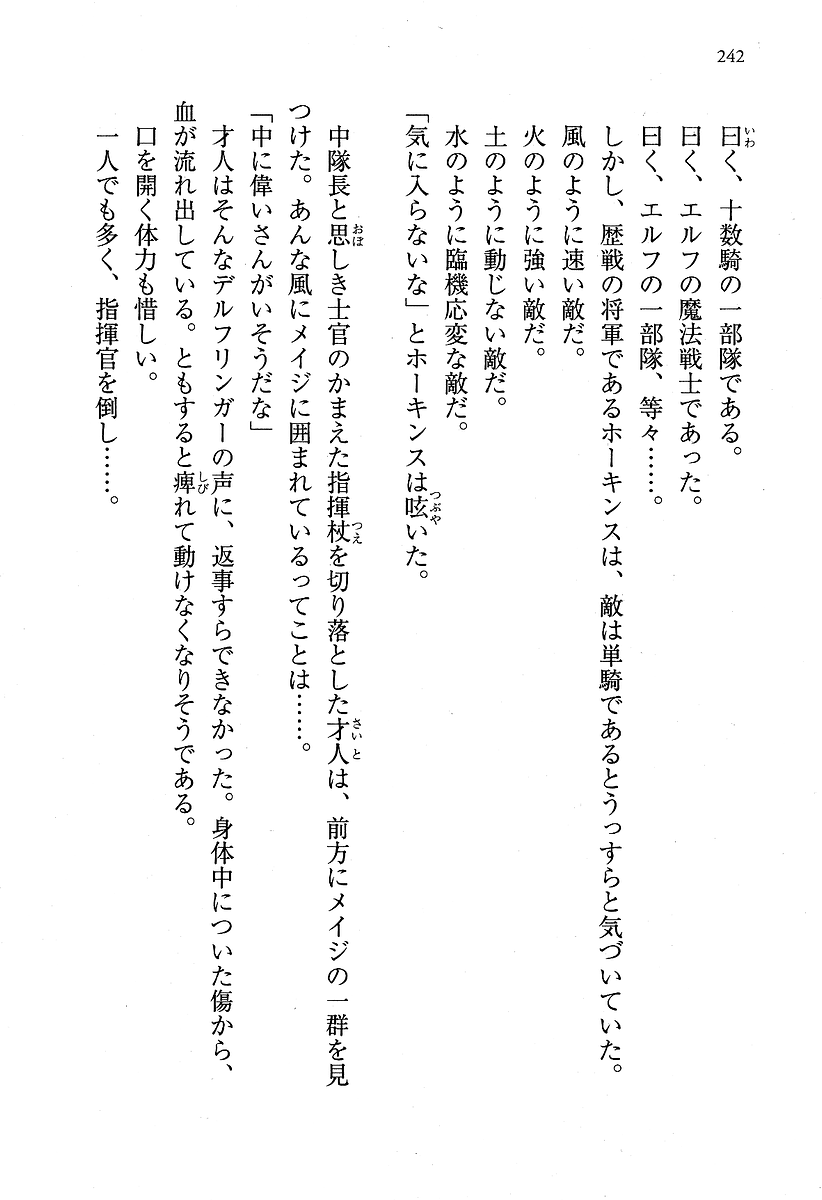 242
曰く、十数騎の一部隊である。
曰く、エルフの魔法戦士であった。
曰く、エルフの一部隊、等々……。
しかし、歴戦の将軍であるホーキンスは、敵は単騎であるとうっすらと気づいていた。
風のように速い敵だ。
火のように強い敵だ。
土のように動じない敵だ。
水のように臨機応変な敵だ。
「気に入らないな」とホーキンスは呟いた。
中隊長と思しき士官のかまえた指揮杖を切り落とした才人は、前方にメイジの一群を見
つけた。あんな風にメイジに囲まれているってことは……。
「中に偉いさんがいそうだな」
才人はそんなデルフリンガーの声に、返事すらできなかった。身体中についた傷から、
血が流れ出している。ともすると痺れて動けなくなりそうである。
口を開く体力も惜しい。
一人でも多く、指揮官を倒し……。